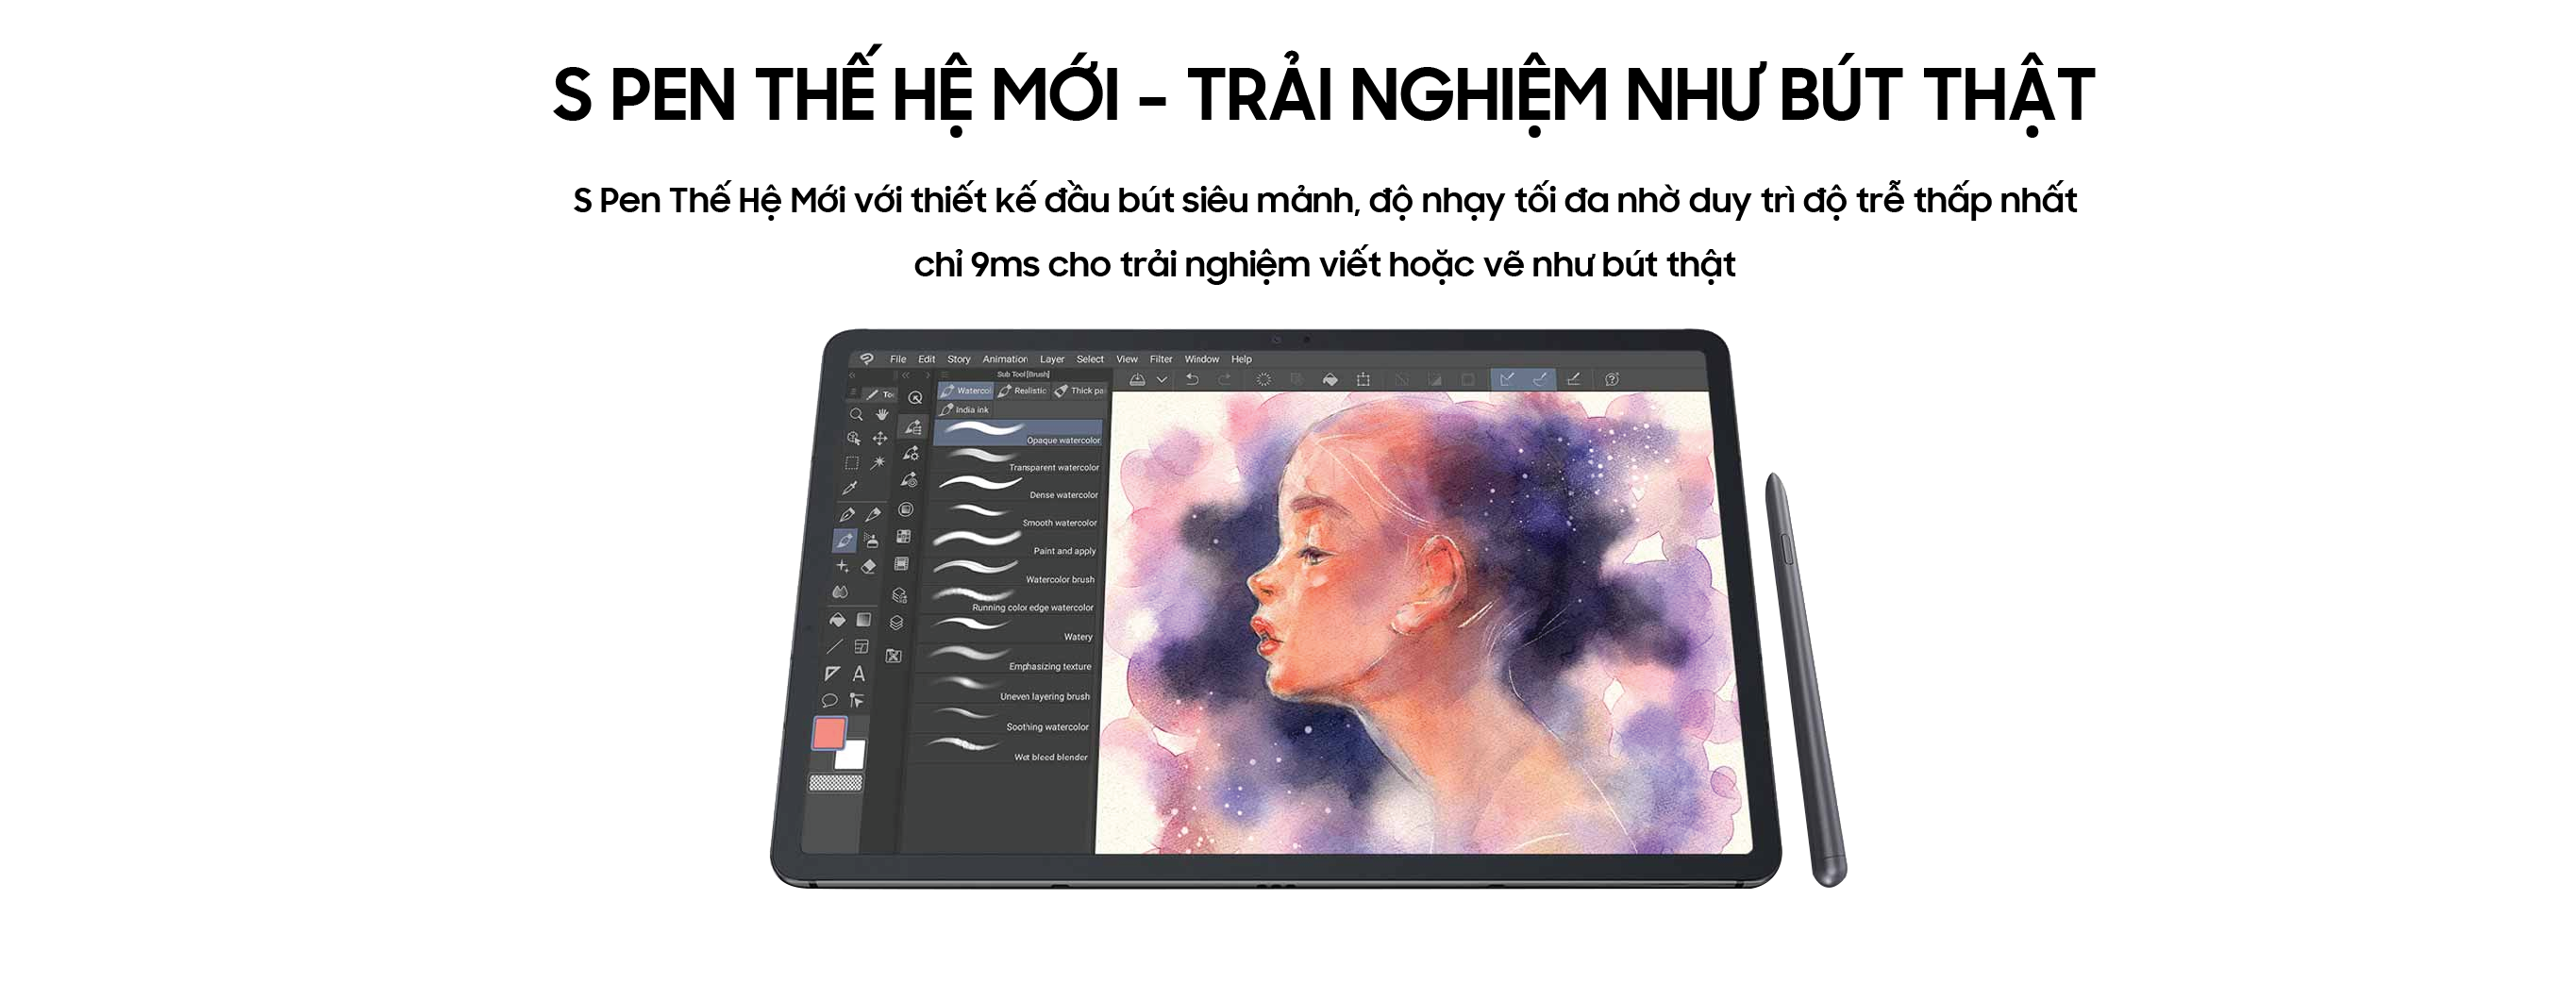 S PEN THẾ HỆ MỚI - TRẢI NGHIỆM NHƯ BÚT THẬT
S Pen Thế Hệ Mới với thiết kế đầu bút siêu mảnh, độ nhạy tối đa nhờ duy trì độ trễ thấp nhất
chỉ 9ms cho trải nghiệm viết hoặc vẽ như bút thật
File Edit Story Animation Layer Select View Filter Window Help
Sub Tool[Brush]
Realistic
India ink
Opaque watercolor
Transparent watercolor
Dense watercolor
Smooth watercolor
Paint and apply
Watercolor brush
Running color edge watercolor
Watery
Emphasizing texture
Uneven layering brush
Soothing watercolor
Wet bleed blender